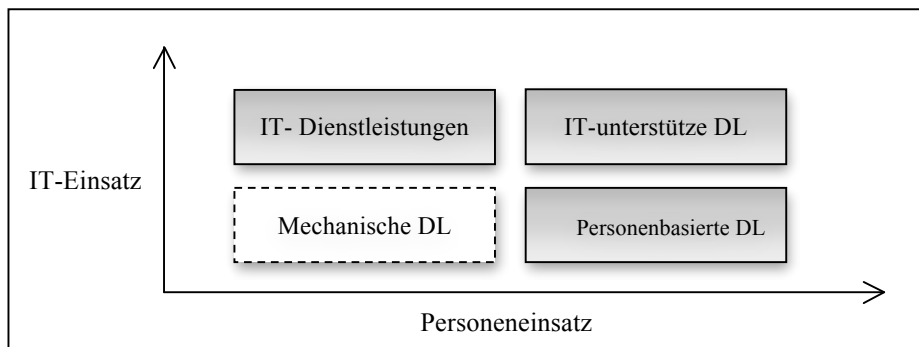 IT- Dienstleistungen
IT-unterstütze DL
IT-Einsatz
Mechanische DL
Personenbasierte DL
Personeneinsatz